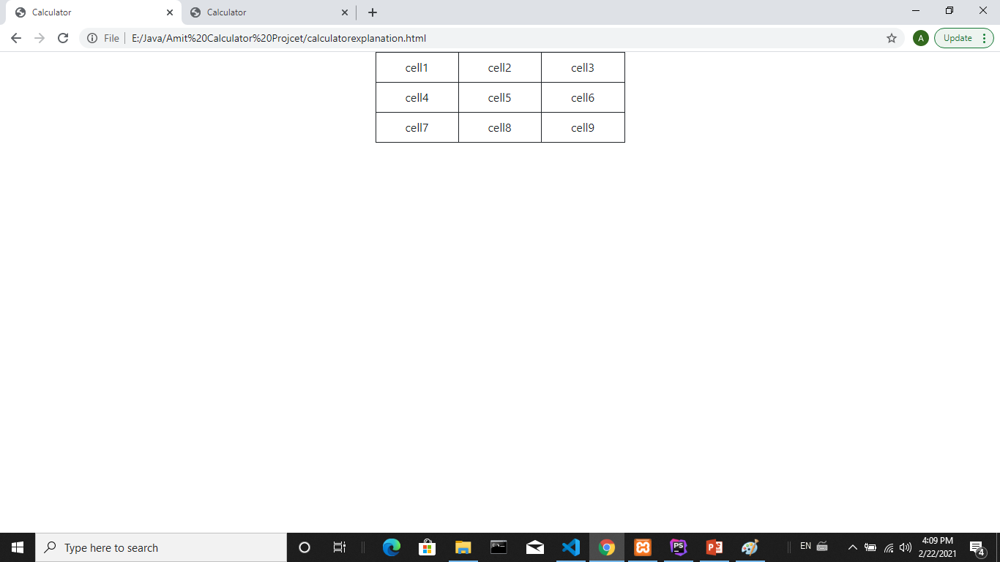 Calculator
Calculator
File
E:/Java/Amit%20Calculator%20Projcet/calculatorexplanation.html
A
Update
cell1 cell2 cell3
cell4 cell5 cell6
cell7 cell8 cell9
Type here to search
PS
P
EN
4:09 PM
2/22/2021
4